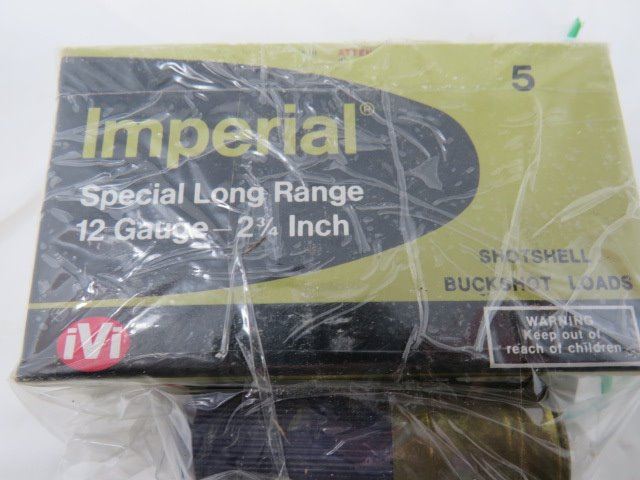 ATTE
5
Imperial®
Special Long Range
12 Gauge - 2¾ Inch
SHOTSHELL
BUCKSHOT LOADS
WARNING
Keep out of
reach of children
iVi